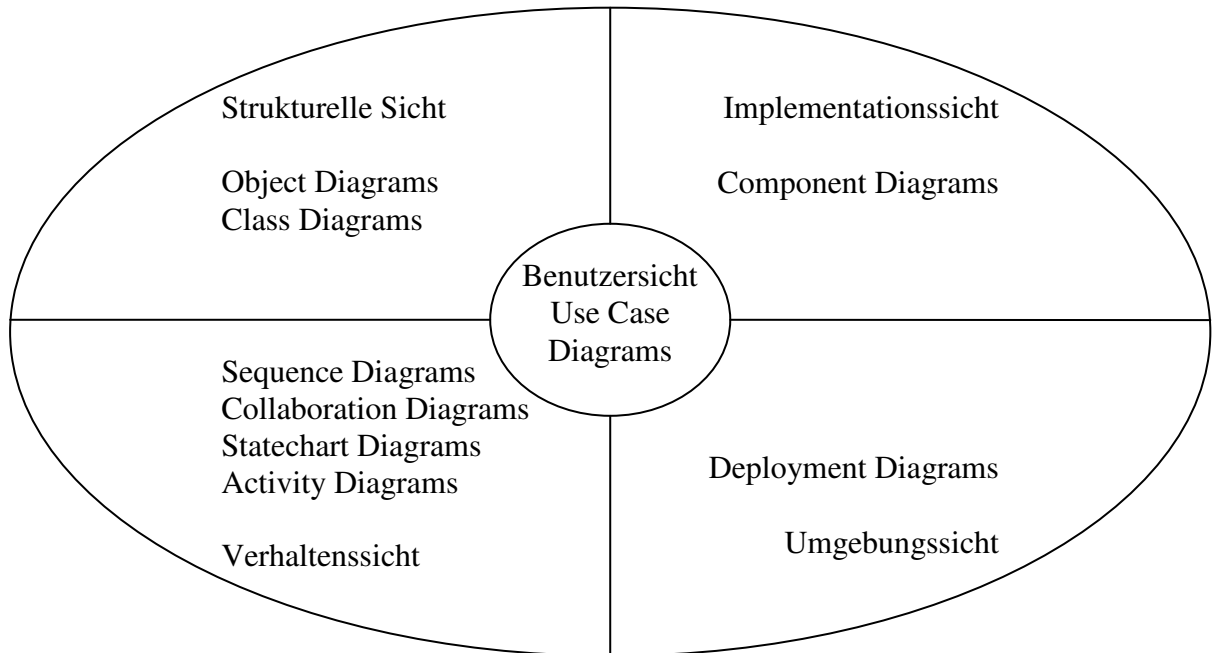 Strukturelle Sicht
Object Diagrams
Class Diagrams
Implementationssicht
Component Diagrams
Benutzersicht
Use Case
Diagrams
Sequence Diagrams
Collaboration Diagrams
Statechart Diagrams
Activity Diagrams
Verhaltenssicht
Deployment Diagrams
Umgebungssicht